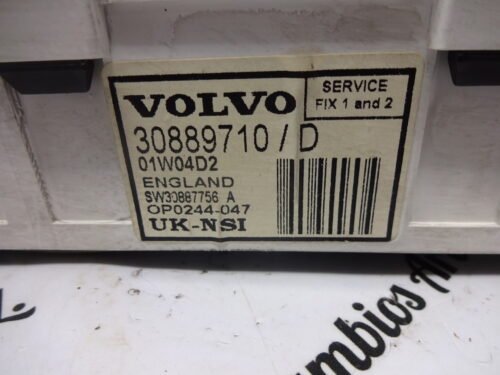 VOLVO
SERVICE
FIX 1 and 2
30889710 / D
01W04D2
ENGLAND
SW30887756 A
OP0244-047
UK-NSI